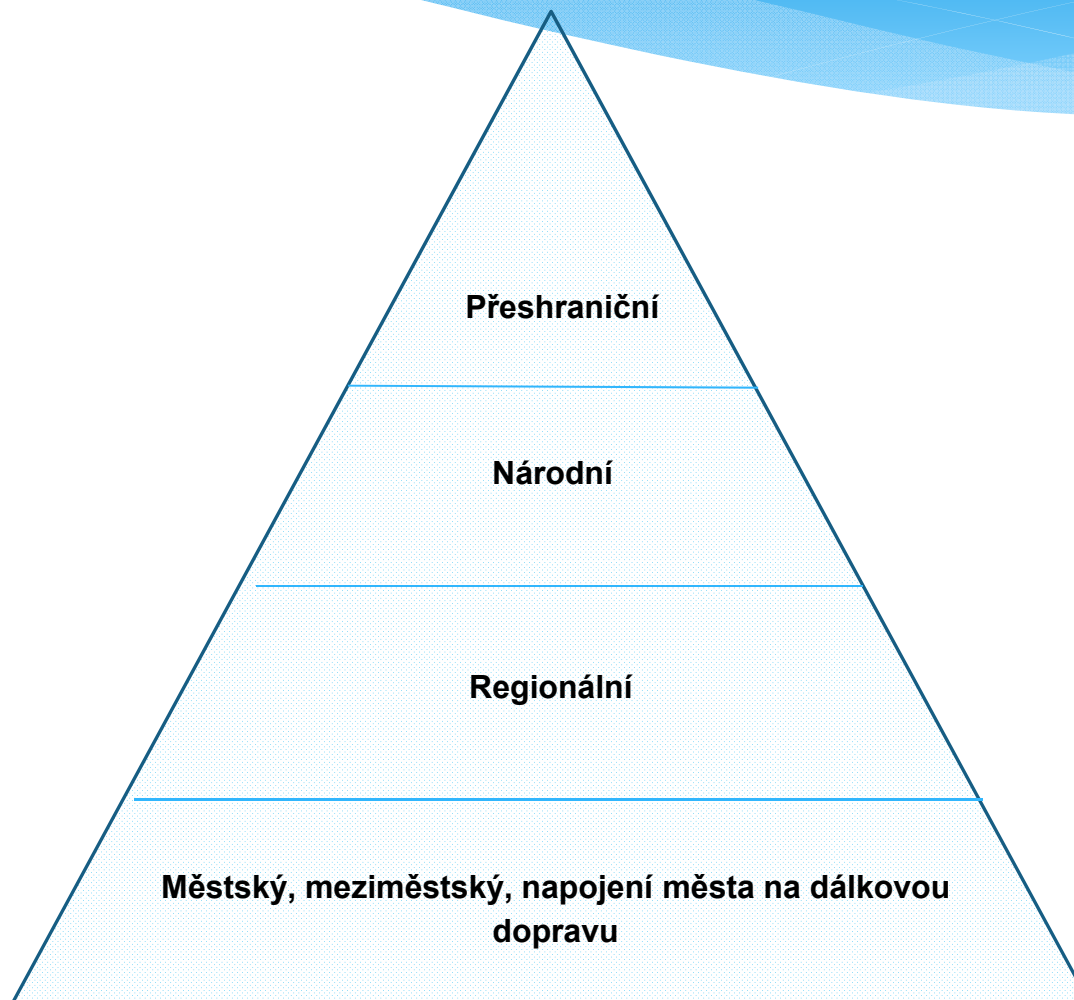 Přeshraniční
Národní
Regionální
Městský, meziměstský, napojení města na dálkovou
dopravu